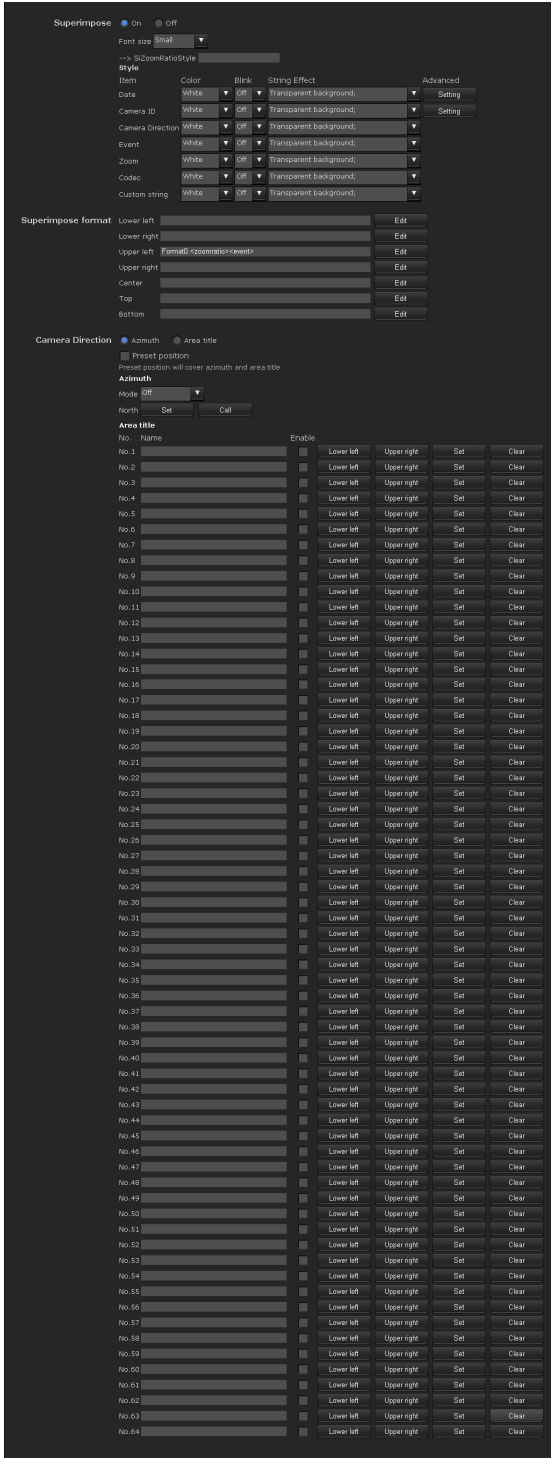 Superimpose On Off
Font size Small
--> SiZoomRatioStyle
Style
Item Color Blink String Effect Advanced
Date White Off Transparent background; Setting
Camera ID White Off Transparent background; Setting
Camera Direction White Off Transparent background;
Event White Off Transparent background;
Zoom White Off Transparent background;
Codec White Off Transparent background;
Custom string White Off Transparent background;
Superimpose format Lower left Edit
Lower right Edit
Upper left Format0:<zoomratio><event> Edit
Upper right Edit
Center Edit
Top Edit
Bottom Edit
Camera Direction Azimuth Area title
Preset position
Preset position will cover azimuth and area title
Azimuth
Mode Off
North Set Call
Area title
No. Name Enable
No.1 Lower left Upper right Set Clear
No.2 Lower left Upper right Set Clear
No.3 Lower left Upper right Set Clear
No.4 Lower left Upper right Set Clear
No.5 Lower left Upper right Set Clear
No.6 Lower left Upper right Set Clear
No.7 Lower left Upper right Set Clear
No.8 Lower left Upper right Set Clear
No.9 Lower left Upper right Set Clear
No.10 Lower left Upper right Set Clear
No.11 Lower left Upper right Set Clear
No.12 Lower left Upper right Set Clear
No.13 Lower left Upper right Set Clear
No.14 Lower left Upper right Set Clear
No.15 Lower left Upper right Set Clear
No.16 Lower left Upper right Set Clear
No.17 Lower left Upper right Set Clear
No.18 Lower left Upper right Set Clear
No.19 Lower left Upper right Set Clear
No.20 Lower left Upper right Set Clear
No.21 Lower left Upper right Set Clear
No.22 Lower left Upper right Set Clear
No.23 Lower left Upper right Set Clear
No.24 Lower left Upper right Set Clear
No.25 Lower left Upper right Set Clear
No.26 Lower left Upper right Set Clear
No.27 Lower left Upper right Set Clear
No.28 Lower left Upper right Set Clear
No.29 Lower left Upper right Set Clear
No.30 Lower left Upper right Set Clear
No.31 Lower left Upper right Set Clear
No.32 Lower left Upper right Set Clear
No.33 Lower left Upper right Set Clear
No.34 Lower left Upper right Set Clear
No.35 Lower left Upper right Set Clear
No.36 Lower left Upper right Set Clear
No.37 Lower left Upper right Set Clear
No.38 Lower left Upper right Set Clear
No.39 Lower left Upper right Set Clear
No.40 Lower left Upper right Set Clear
No.41 Lower left Upper right Set Clear
No.42 Lower left Upper right Set Clear
No.43 Lower left Upper right Set Clear
No.44 Lower left Upper right Set Clear
No.45 Lower left Upper right Set Clear
No.46 Lower left Upper right Set Clear
No.47 Lower left Upper right Set Clear
No.48 Lower left Upper right Set Clear
No.49 Lower left Upper right Set Clear
No.50 Lower left Upper right Set Clear
No.51 Lower left Upper right Set Clear
No.52 Lower left Upper right Set Clear
No.53 Lower left Upper right Set Clear
No.54 Lower left Upper right Set Clear
No.55 Lower left Upper right Set Clear
No.56 Lower left Upper right Set Clear
No.57 Lower left Upper right Set Clear
No.58 Lower left Upper right Set Clear
No.59 Lower left Upper right Set Clear
No.60 Lower left Upper right Set Clear
No.61 Lower left Upper right Set Clear
No.62 Lower left Upper right Set Clear
No.63 Lower left Upper right Set Clear
No.64 Lower left Upper right Set Clear